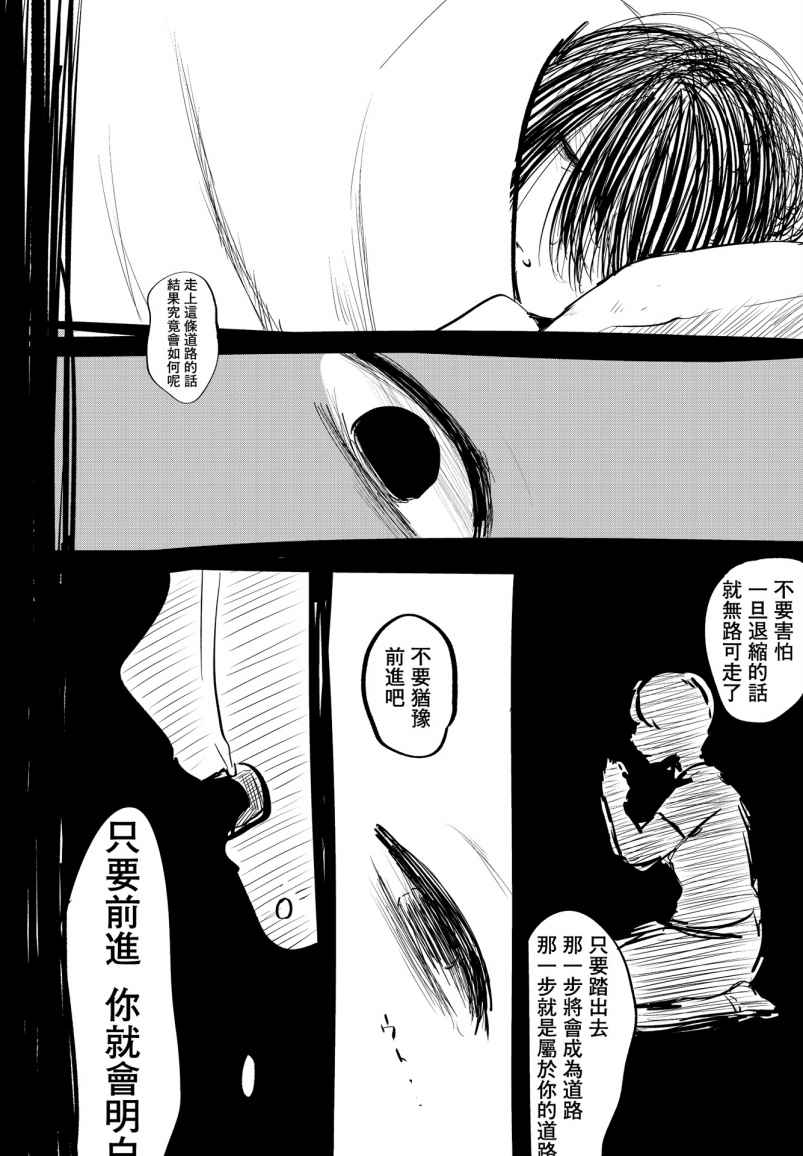 走上這條道路的話
結果究竟會如何呢
不要害怕
一旦退縮的話
就無路可走了
只要踏出去
那一步將會成為道路
那一步就是屬於你的道路
不要猶豫
前進吧
ウト…
只要前進 你就會明白